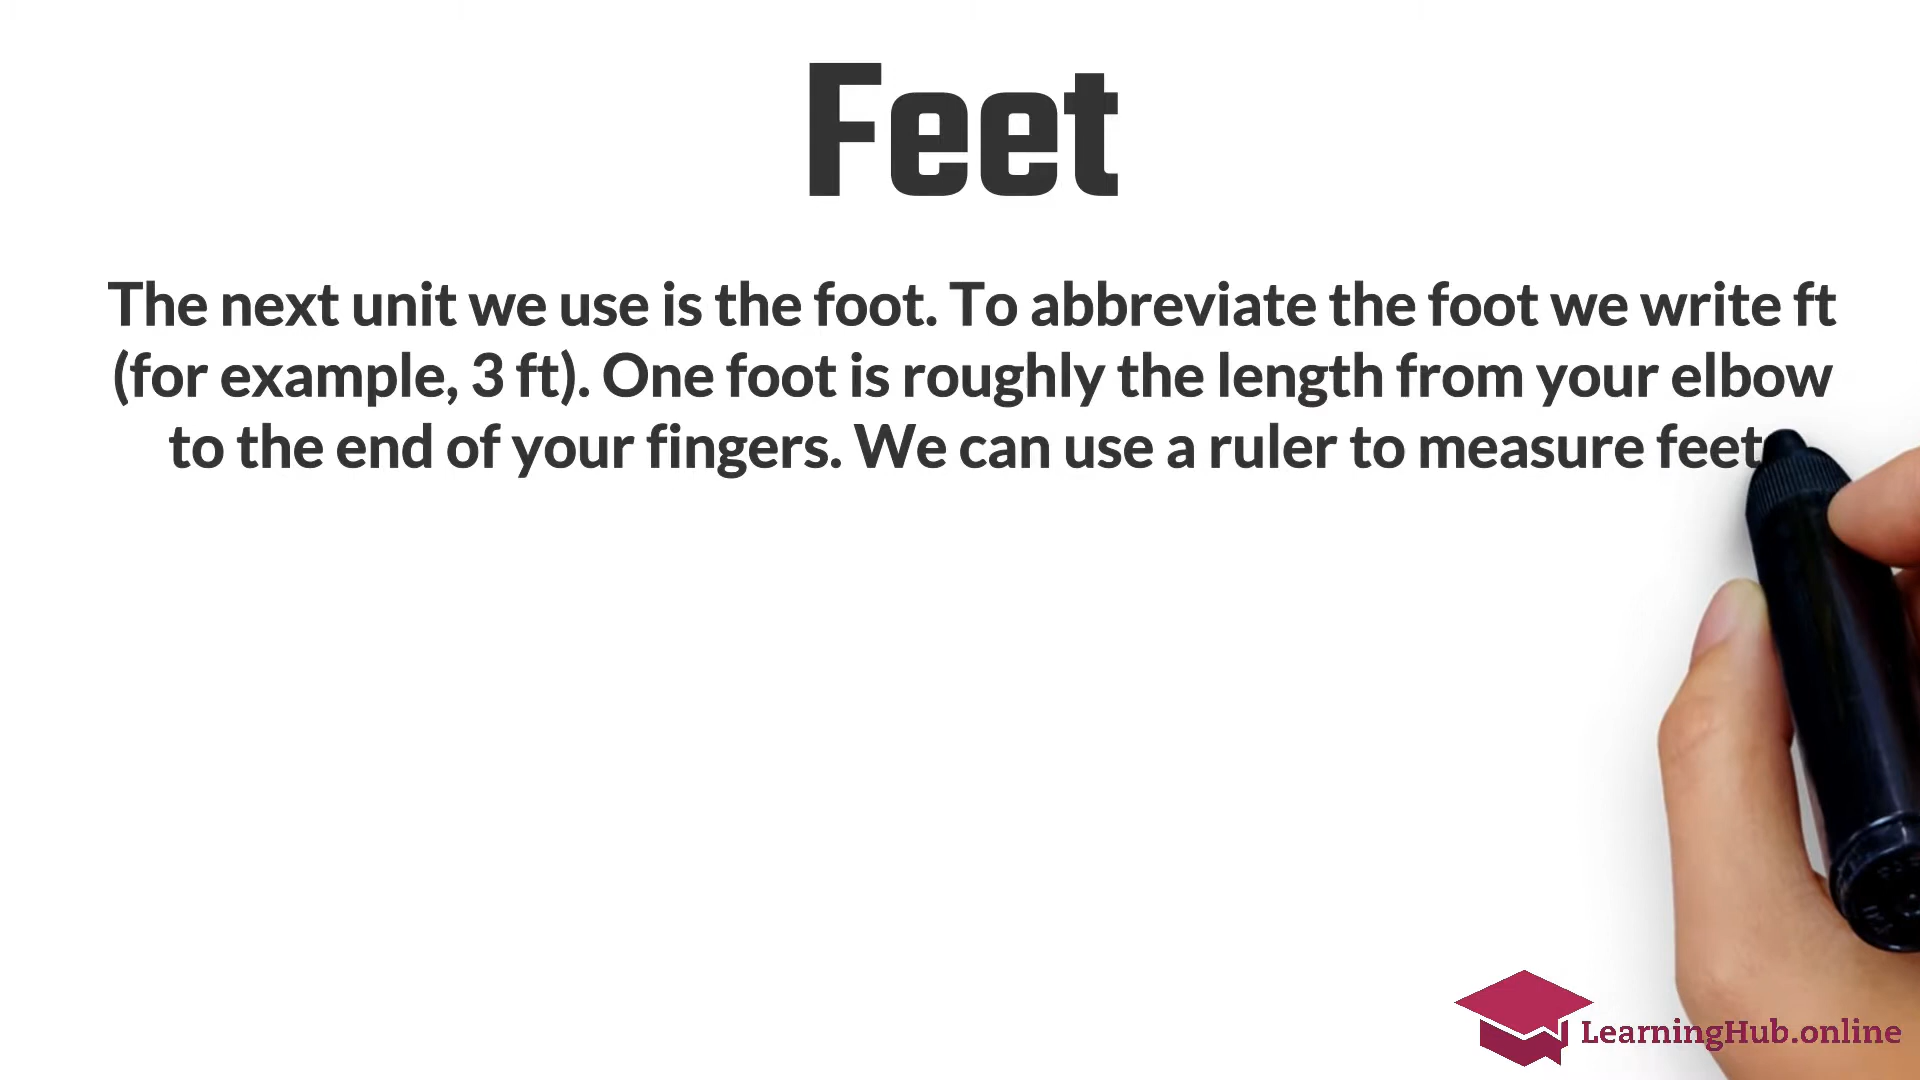 Feet
The next unit we use is the foot. To abbreviate the foot we write ft
(for example, 3 ft). One foot is roughly the length from your elbow
to the end of your fingers. We can use a ruler to measure feet
LearningHub.online